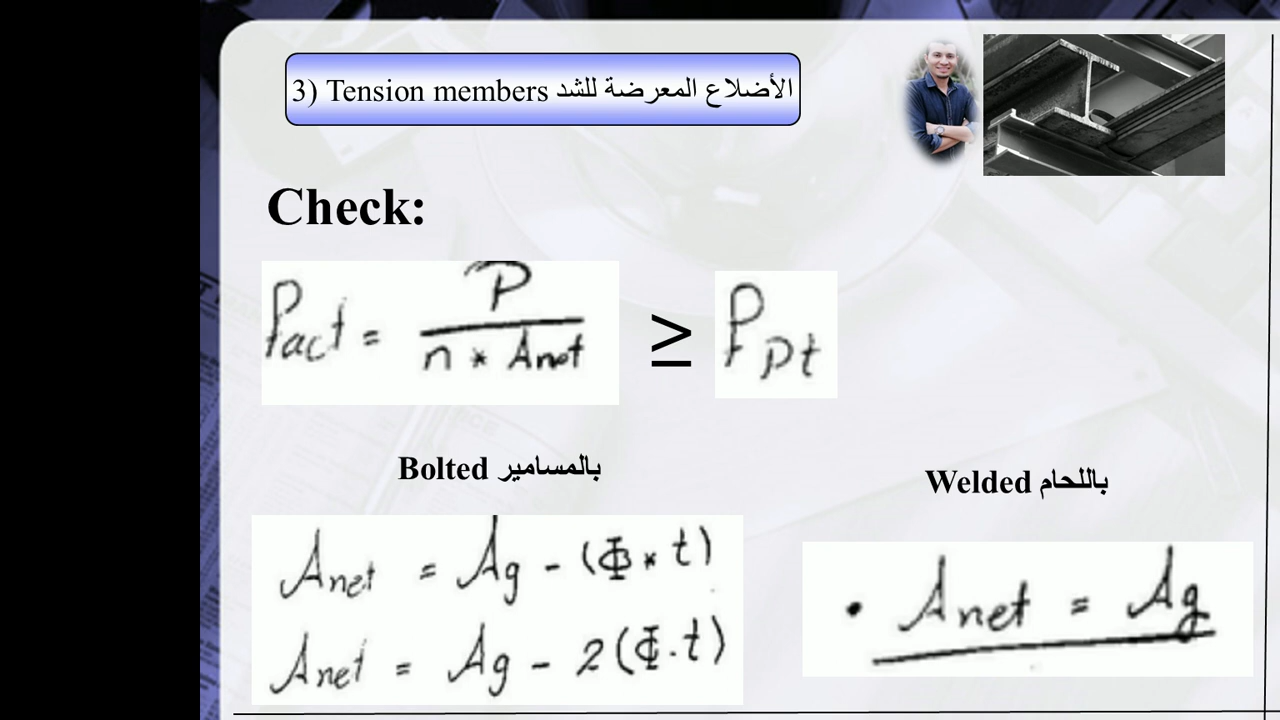 3) Tension members الأضلاع المعرضة للشد
Check:
Pact = P / n * Anet ≥ Fpt
Bolted بالمسامير
Welded باللحام
Anet = Ag - (Φ * t)
Anet = Ag - 2(Φ.t)
• Anet = Ag